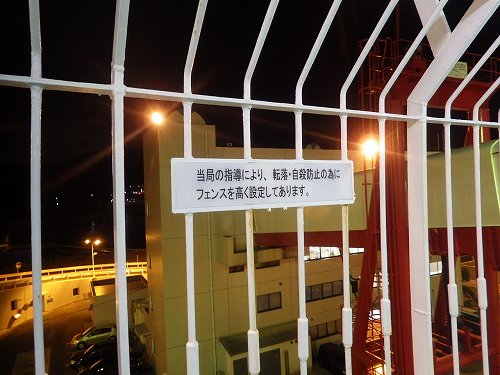 当局の指導により、転落・自殺防止の為に
フェンスを高く設定してあります。